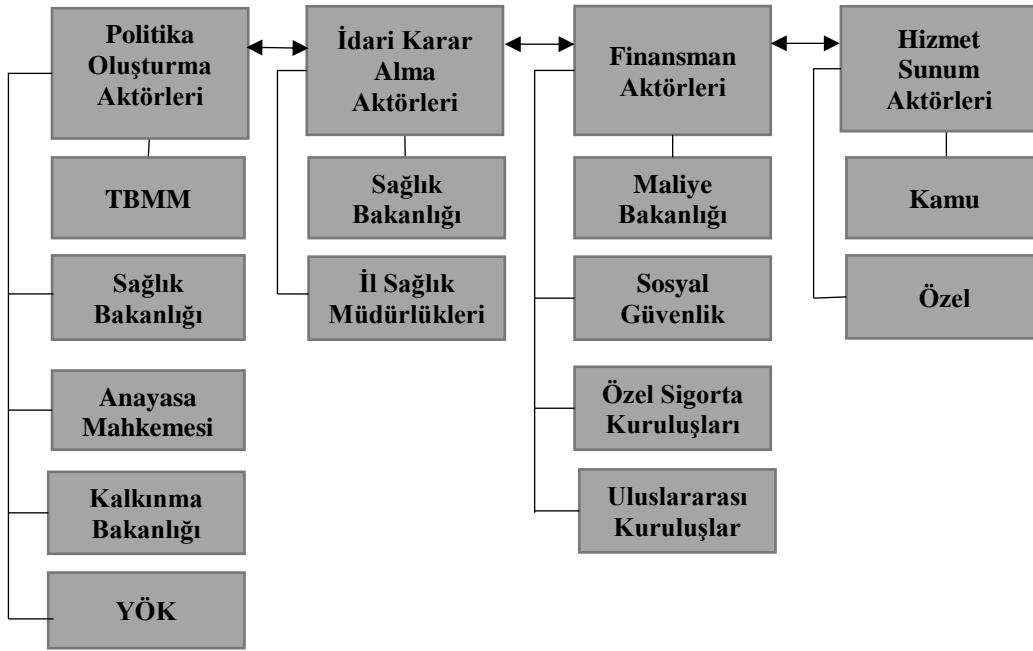 Politika
Oluşturma
Aktörleri
TBMM
Sağlık
Bakanlığı
Anayasa
Mahkemesi
Kalkınma
Bakanlığı
YÖK
İdari Karar
Alma
Aktörleri
Sağlık
Bakanlığı
İl Sağlık
Müdürlükleri
Finansman
Aktörleri
Maliye
Bakanlığı
Sosyal
Güvenlik
Özel Sigorta
Kuruluşları
Uluslararası
Kuruluşlar
Hizmet
Sunum
Aktörleri
Kamu
Özel